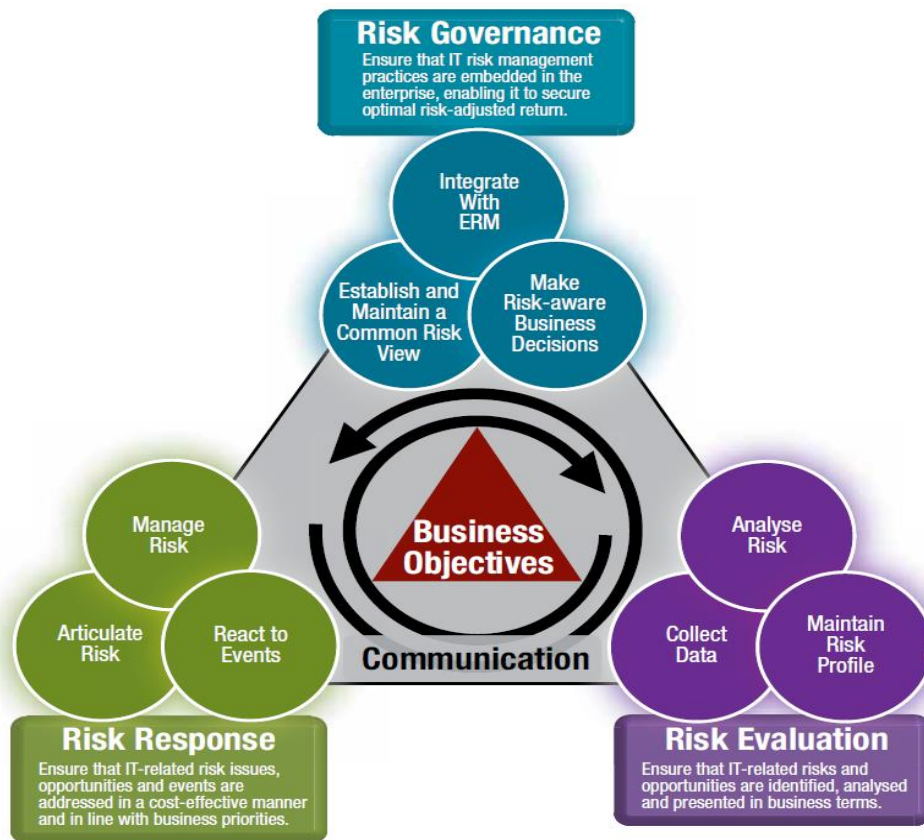 Risk Governance
Ensure that IT risk management
practices are embedded in the
enterprise, enabling it to secure
optimal risk-adjusted return.
Integrate
With
ERM
Establish and
Maintain a
Common Risk
View
Make
Risk-aware
Business
Decisions
Business
Objectives
Communication
Manage
Risk
Articulate
Risk
React to
Events
Risk Response
Ensure that IT-related risk issues,
opportunities and events are
addressed in a cost-effective manner
and in line with business priorities.
Analyse
Risk
Collect
Data
Maintain
Risk
Profile
Risk Evaluation
Ensure that IT-related risks and
opportunities are identified, analysed
and presented in business terms.